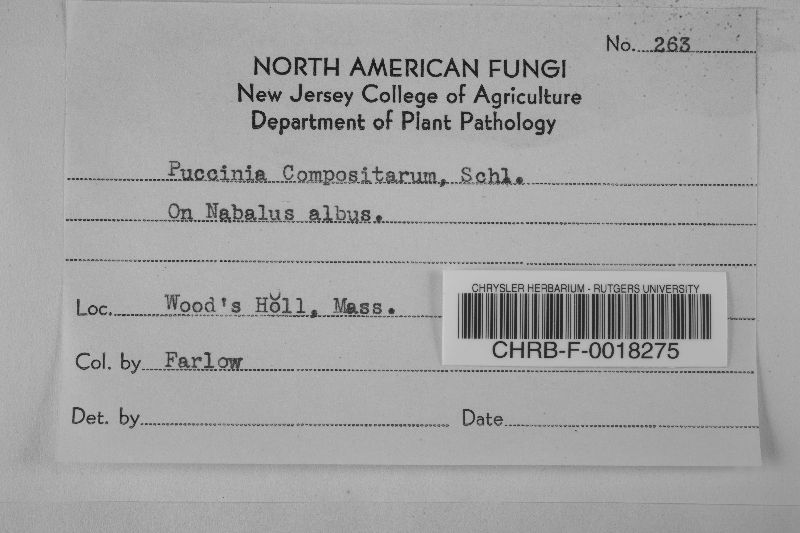 No. 263
NORTH AMERICAN FUNGI
New Jersey College of Agriculture
Department of Plant Pathology
Puccinia Compositarum, Schl.
On Nabalus albus.
Loc. Wood's Hŏll, Mass.
CHRYSLER HERBARIUM - RUTGERS UNIVERSITY
CHRB-F-0018275
Col. by Farlow
Det. by
Date